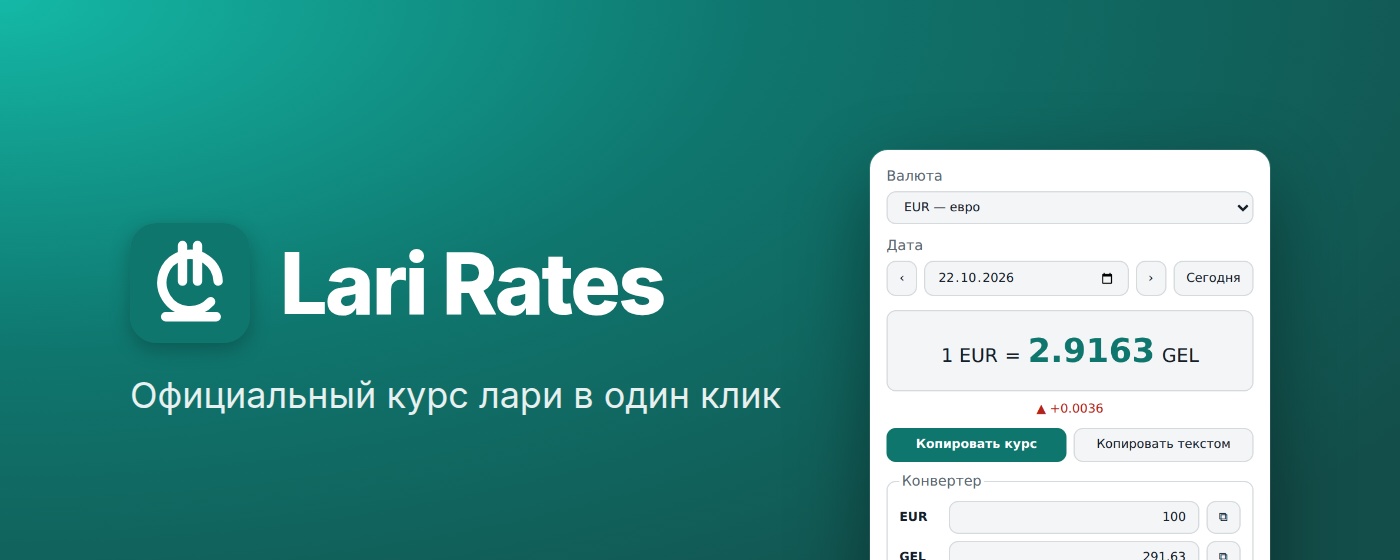 Lari Rates
Официальный курс лари в один клик
Валюта
EUR — евро
Дата
‹ 22.10.2026 › Сегодня
1 EUR = 2.9163 GEL
▲ +0.0036
Копировать курс Копировать текстом
Конвертер
EUR 100
GEL 291.63